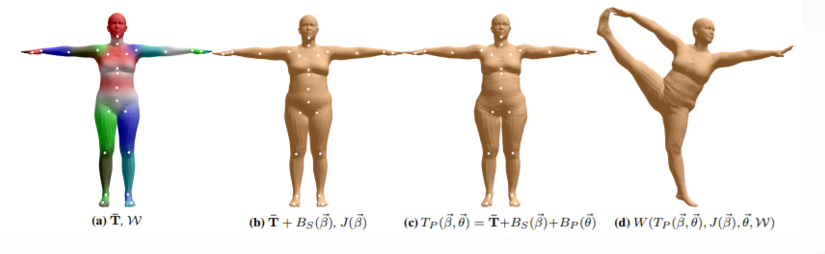 (a) T̄, 𝒲
(b) T̄ + B_S(β⃗), J(β⃗)
(c) T_P(β⃗, θ⃗) = T̄+B_S(β⃗)+B_P(θ⃗)
(d) W(T_P(β⃗, θ⃗), J(β⃗), θ⃗, 𝒲)